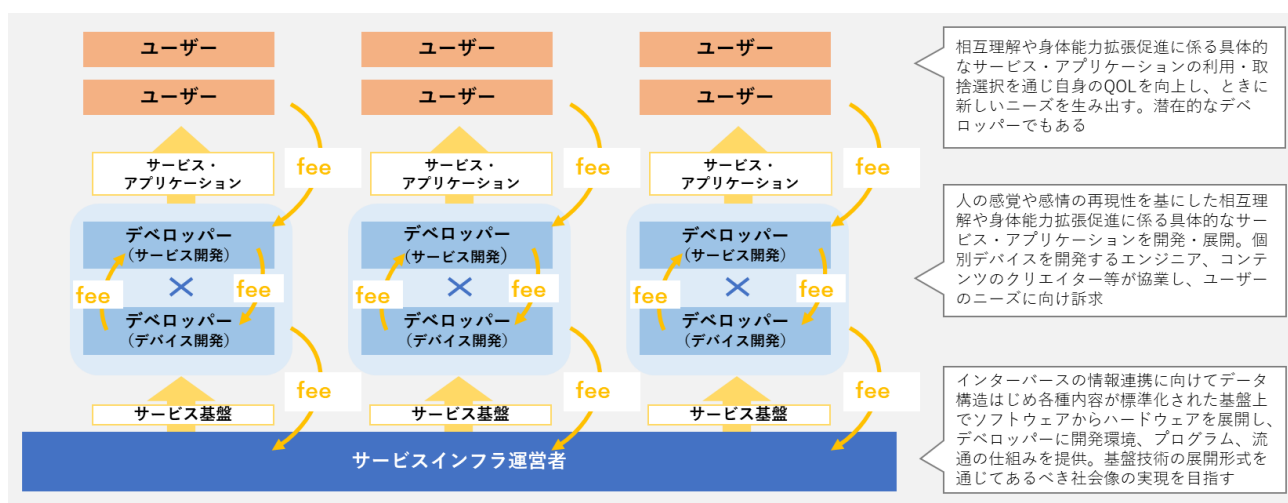 ユーザー
ユーザー
ユーザー
ユーザー
ユーザー
ユーザー
相互理解や身体能力拡張促進に係る具体的
なサービス・アプリケーションの利用・取
捨選択を通じ自身のQOLを向上し、ときに
新しいニーズを生み出す。潜在的なデベ
ロッパーでもある
サービス・
アプリケーション
fee
サービス・
アプリケーション
fee
サービス・
アプリケーション
fee
デベロッパー
(サービス開発)
fee
fee
デベロッパー
(デバイス開発)
デベロッパー
(サービス開発)
fee
fee
デベロッパー
(デバイス開発)
デベロッパー
(サービス開発)
fee
fee
デベロッパー
(デバイス開発)
人の感覚や感情の再現性を基にした相互理
解や身体能力拡張促進に係る具体的なサー
ビス・アプリケーションを開発・展開。個
別デバイスを開発するエンジニア、コンテ
ンツのクリエイター等が協業し、ユーザー
のニーズに向け訴求
サービス基盤
fee
サービス基盤
fee
サービス基盤
fee
サービスインフラ運営者
インターバースの情報連携に向けてデータ
構造はじめ各種内容が標準化された基盤上
でソフトウェアからハードウェアを展開し、
デベロッパーに開発環境、プログラム、流
通の仕組みを提供。基盤技術の展開形式を
通じてあるべき社会像の実現を目指す